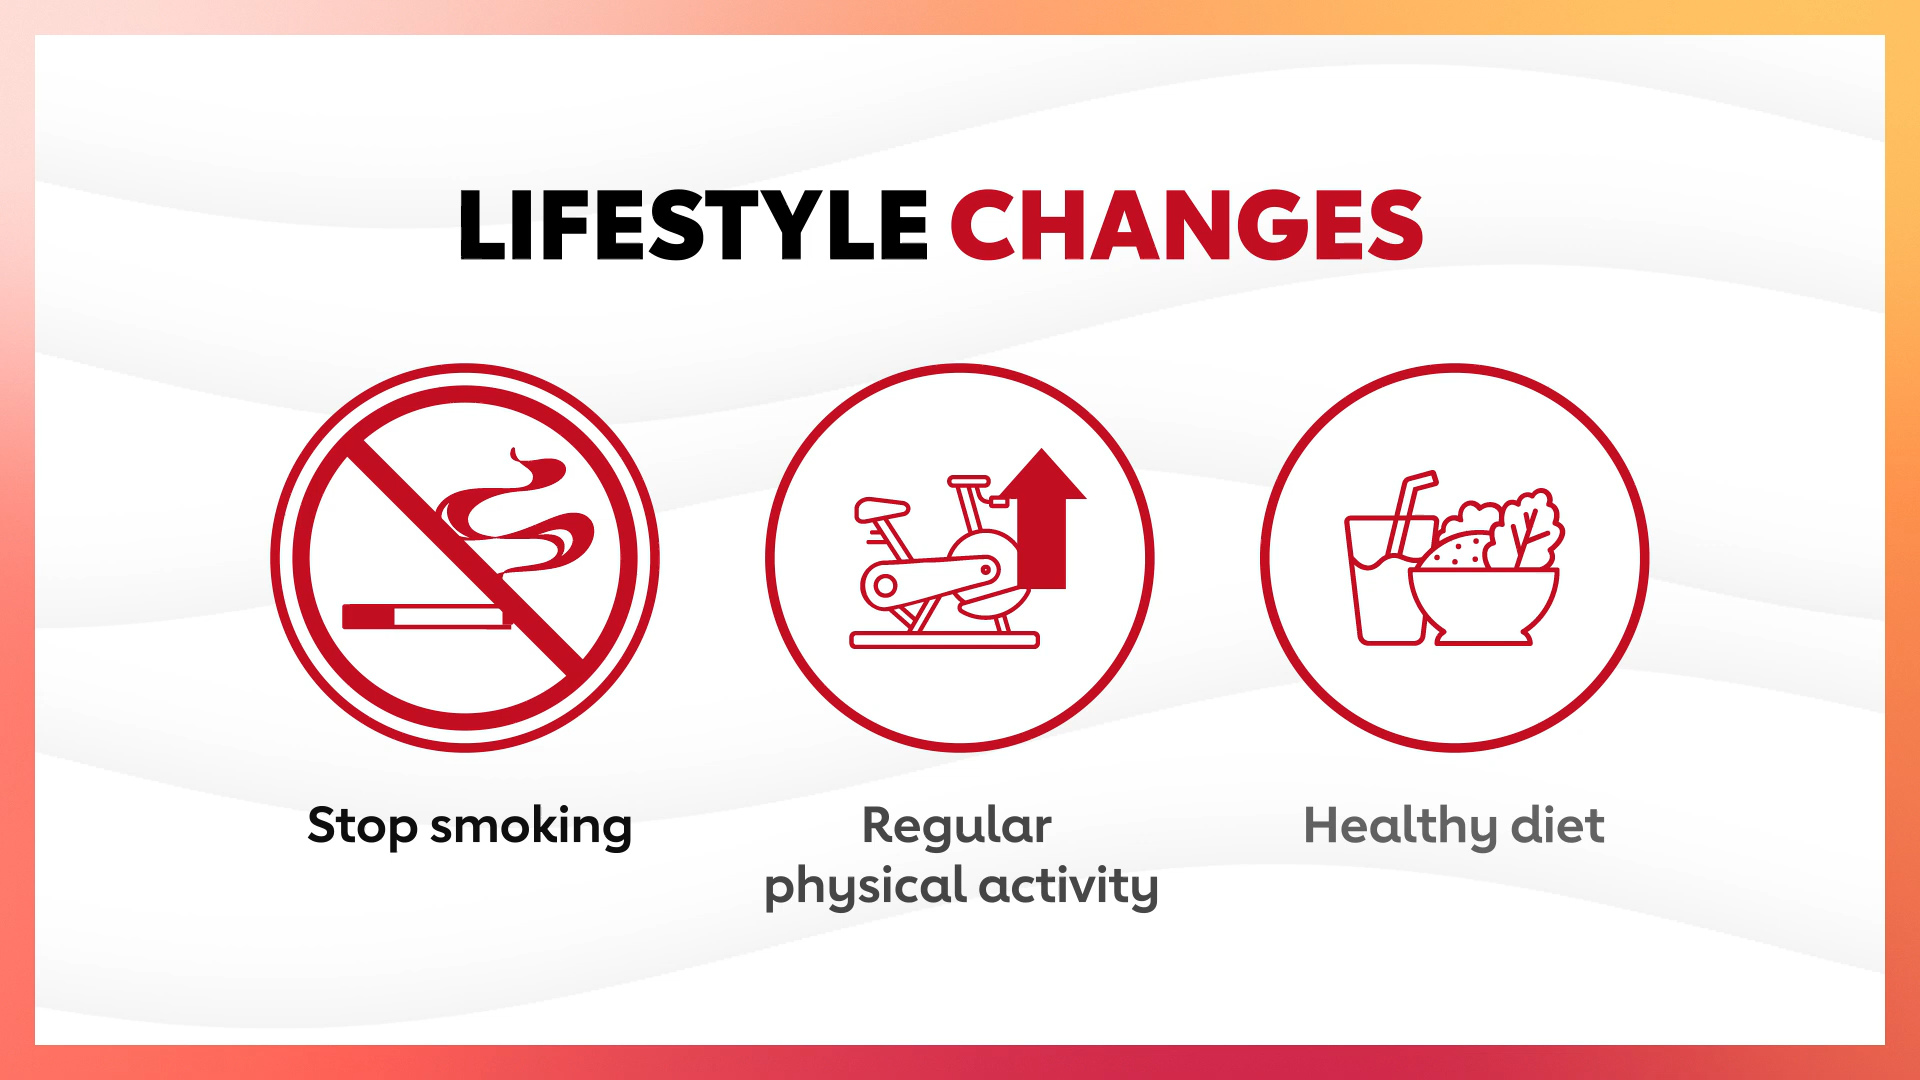 LIFESTYLE CHANGES
Stop smoking
Regular
physical activity
Healthy diet